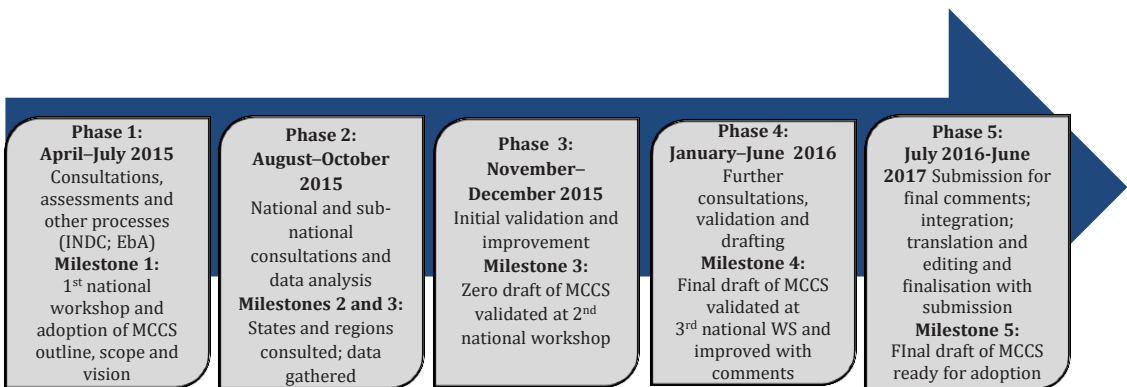 Phase 1:
April–July 2015
Consultations,
assessments and
other processes
(INDC; EbA)
Milestone 1:
1st national
workshop and
adoption of MCCS
outline, scope and
vision
Phase 2:
August–October
2015
National and sub-
national
consultations and
data analysis
Milestones 2 and 3:
States and regions
consulted; data
gathered
Phase 3:
November–
December 2015
Initial validation and
improvement
Milestone 3:
Zero draft of MCCS
validated at 2nd
national workshop
Phase 4:
January–June 2016
Further
consultations,
validation and
drafting
Milestone 4:
Final draft of MCCS
validated at
3rd national WS and
improved with
comments
Phase 5:
July 2016-June
2017 Submission for
final comments;
integration;
translation and
editing and
finalisation with
submission
Milestone 5:
FInal draft of MCCS
ready for adoption